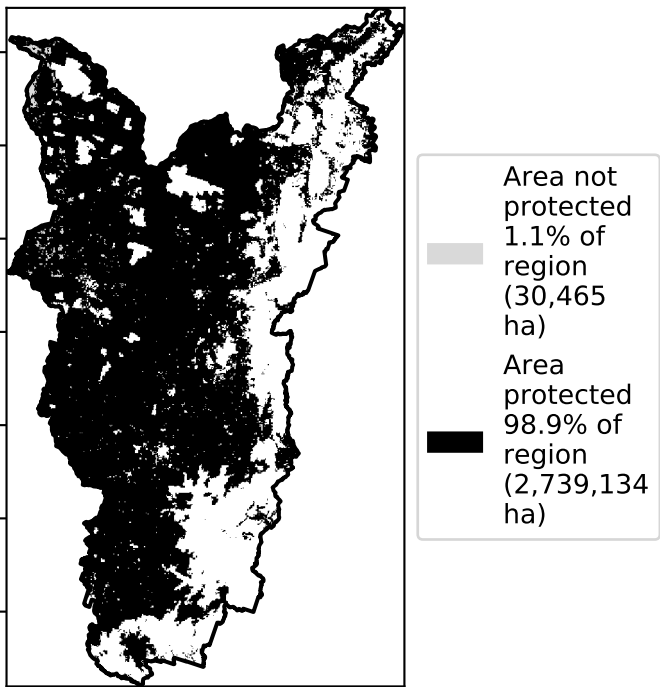 Area not
protected
1.1% of
region
(30,465
ha)
Area
protected
98.9% of
region
(2,739,134
ha)